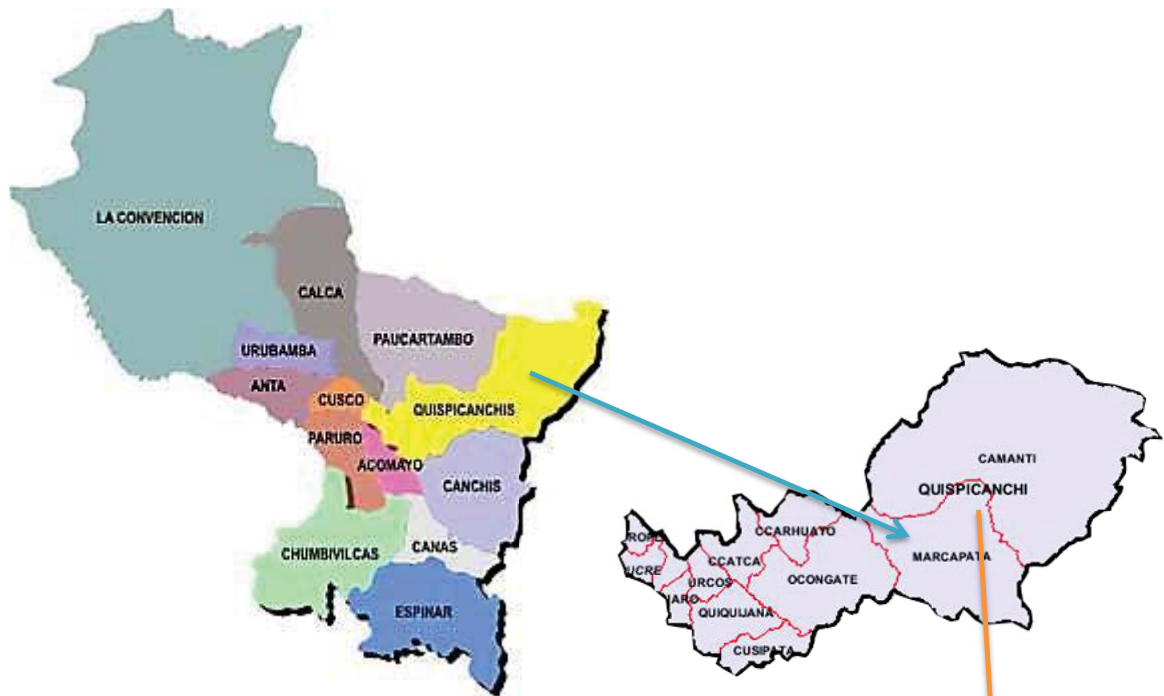 LA CONVENCION
CALCA
PAUCARTAMBO
URUBAMBA
ANTA
CUSCO
QUISPICANCHIS
PARURO
ACOMAYO
CANCHIS
CHUMBIVILCAS
CANAS
ESPINAR
CAMANTI
QUISPICANCHI
CCARHUAYO
MARCAPATA
CCATCA
OCONGATE
URCOS
QUIQUIJANA
CUSIPATA